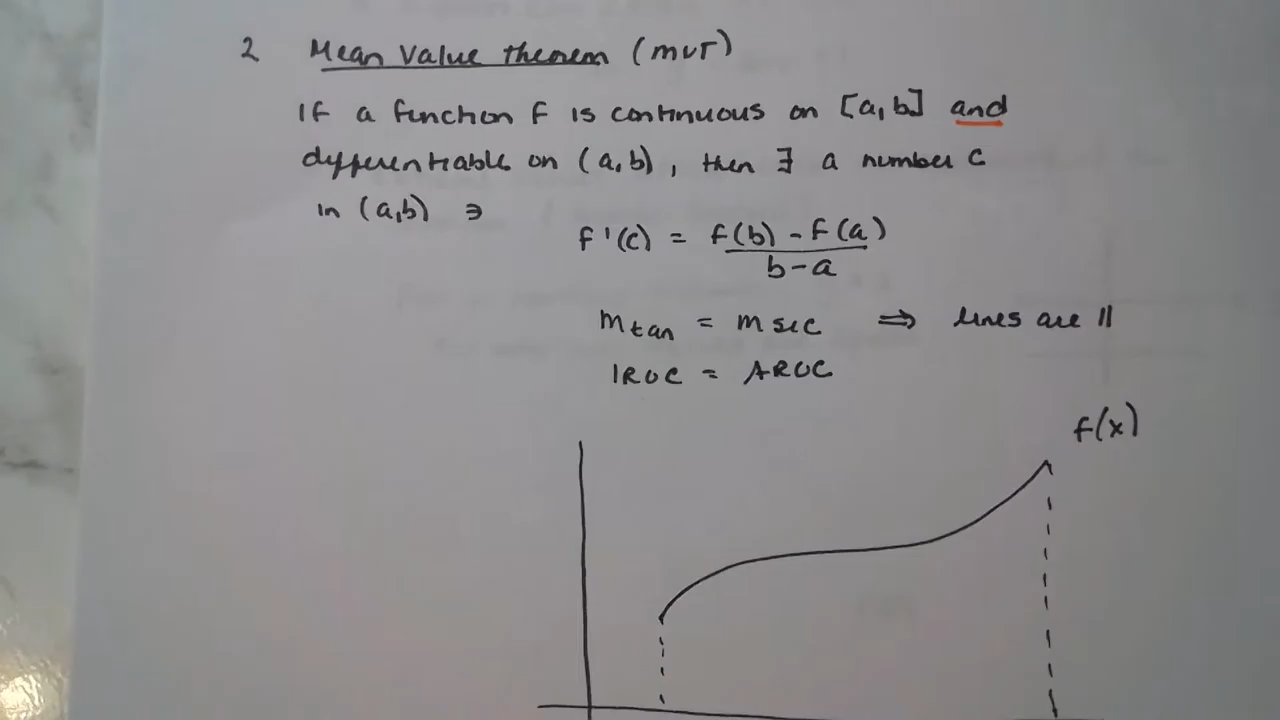 2 Mean Value theorem (MVT)
If a function f is continuous on [a,b] and
differentiable on (a,b), then ∃ a number c
in (a,b) ∋
f'(c) = f(b) - f(a)
b-a
m tan = m sec ⇒ lines are ||
IROC = AROC
f(x)